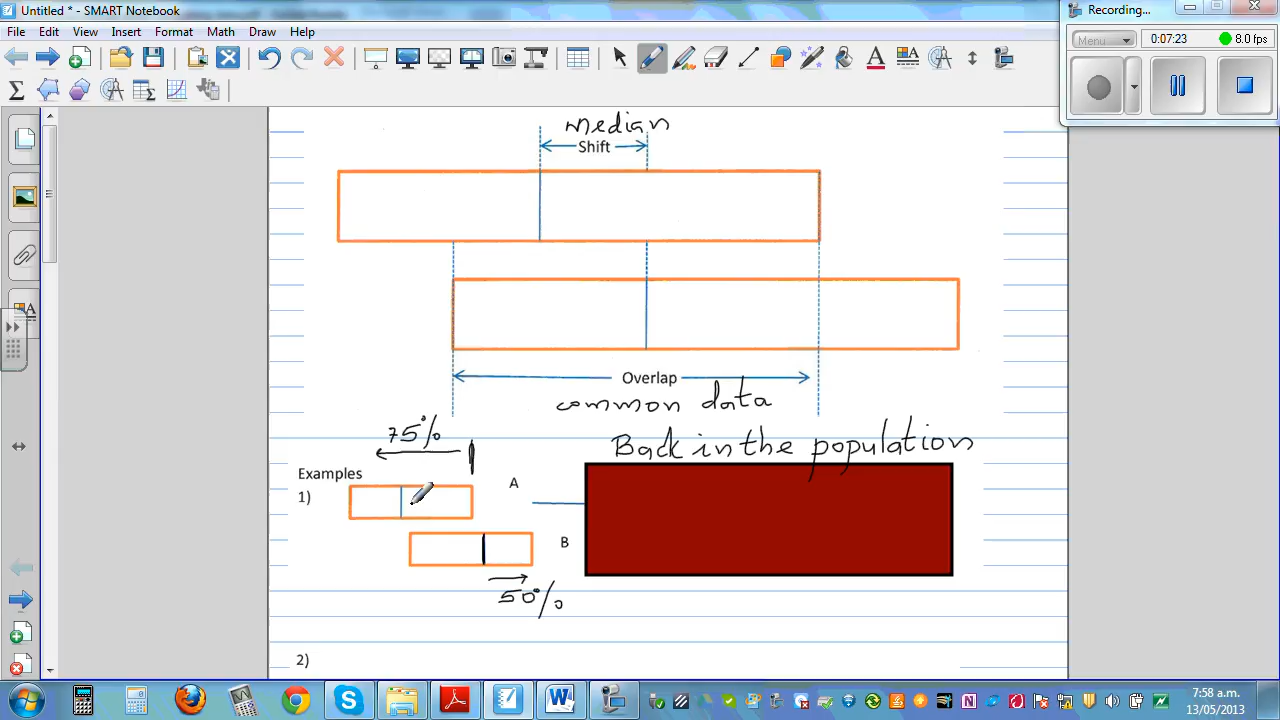 Untitled * - SMART Notebook
Recording...
File Edit View Insert Format Math Draw Help
Menu
0:07:23
8.0 fps
Median
Shift
Overlap
common data
75%
Back in the population
Examples
1)
A
B
50%
2)
7:58 a.m.
13/05/2013